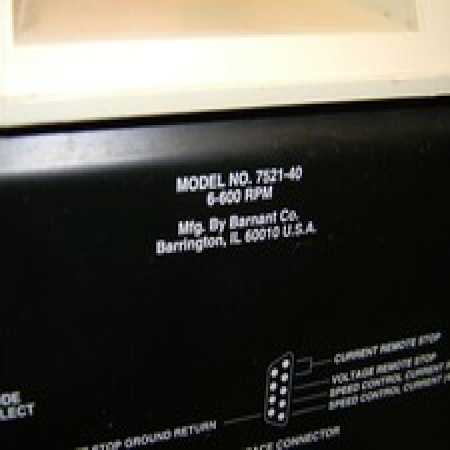 MODEL NO. 7521-40
6-600 RPM
Mfg. By Barnant Co.
Barrington, IL 60010 U.S.A.
CURRENT REMOTE STOP
VOLTAGE REMOTE STOP
SPEED CONTROL CURRENT
SPEED CONTROL CURRENT
STOP GROUND RETURN
CONNECTOR